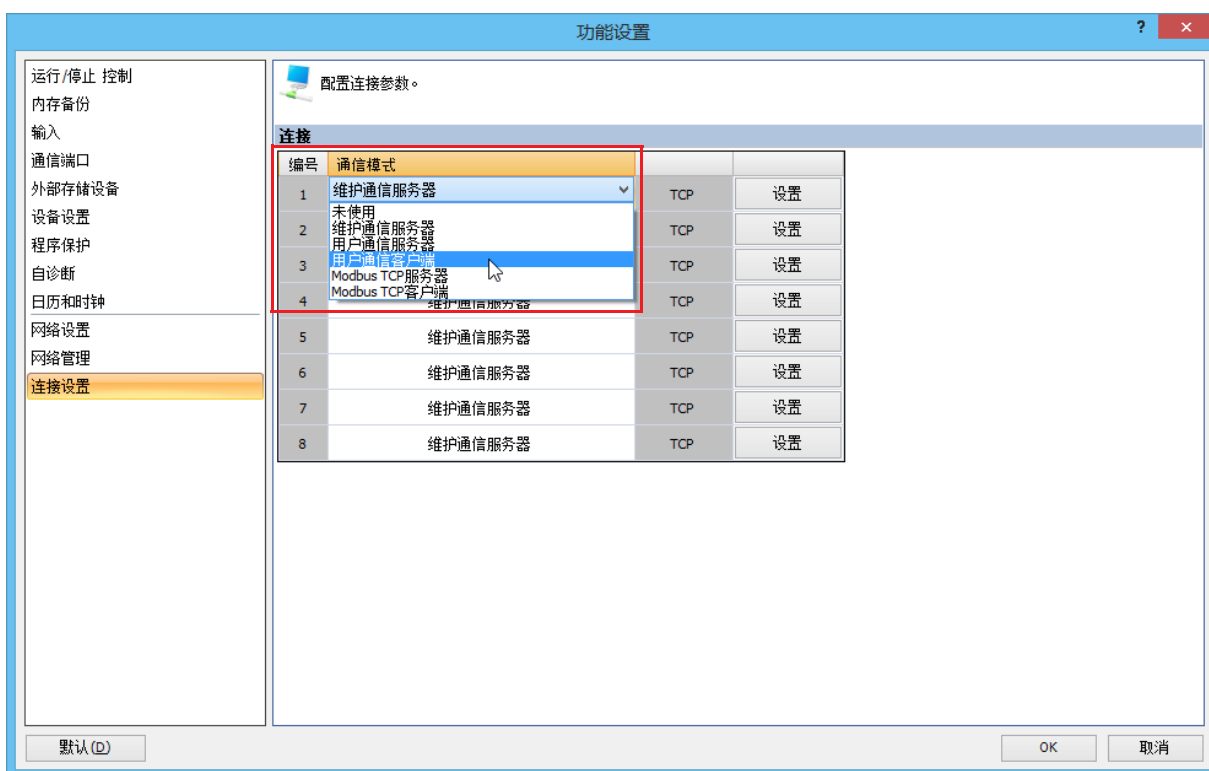 功能设置
?
×
运行/停止 控制
内存备份
输入
通信端口
外部存储设备
设备设置
程序保护
自诊断
日历和时钟
网络设置
网络管理
连接设置
配置连接参数。
连接
编号 通信模式
1 维护通信服务器 TCP 设置
未使用
维护通信服务器
2 TCP 设置
用户通信服务器
用户通信客户端
3 TCP 设置
Modbus TCP服务器
Modbus TCP客户端
4 维护通信服务器 TCP 设置
5 维护通信服务器 TCP 设置
6 维护通信服务器 TCP 设置
7 维护通信服务器 TCP 设置
8 维护通信服务器 TCP 设置
默认(D) OK 取消